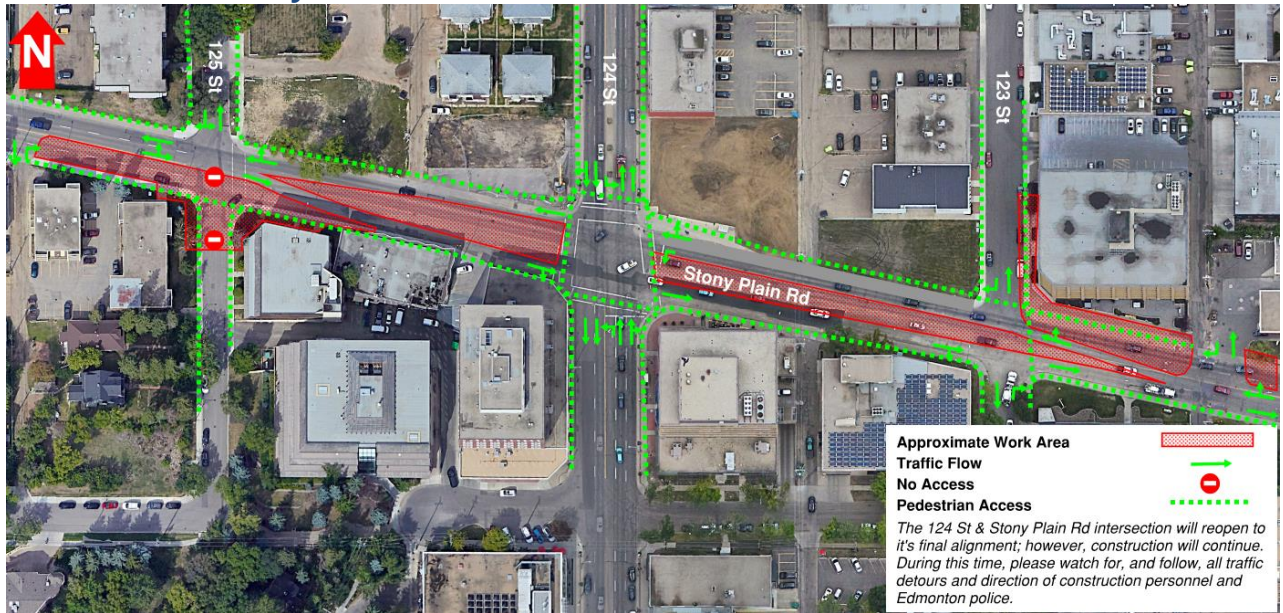 N
125 St
124 St
123 St
Stony Plain Rd
Approximate Work Area
Traffic Flow
No Access
Pedestrian Access
The 124 St & Stony Plain Rd intersection will reopen to
it's final alignment; however, construction will continue.
During this time, please watch for, and follow, all traffic
detours and direction of construction personnel and
Edmonton police.